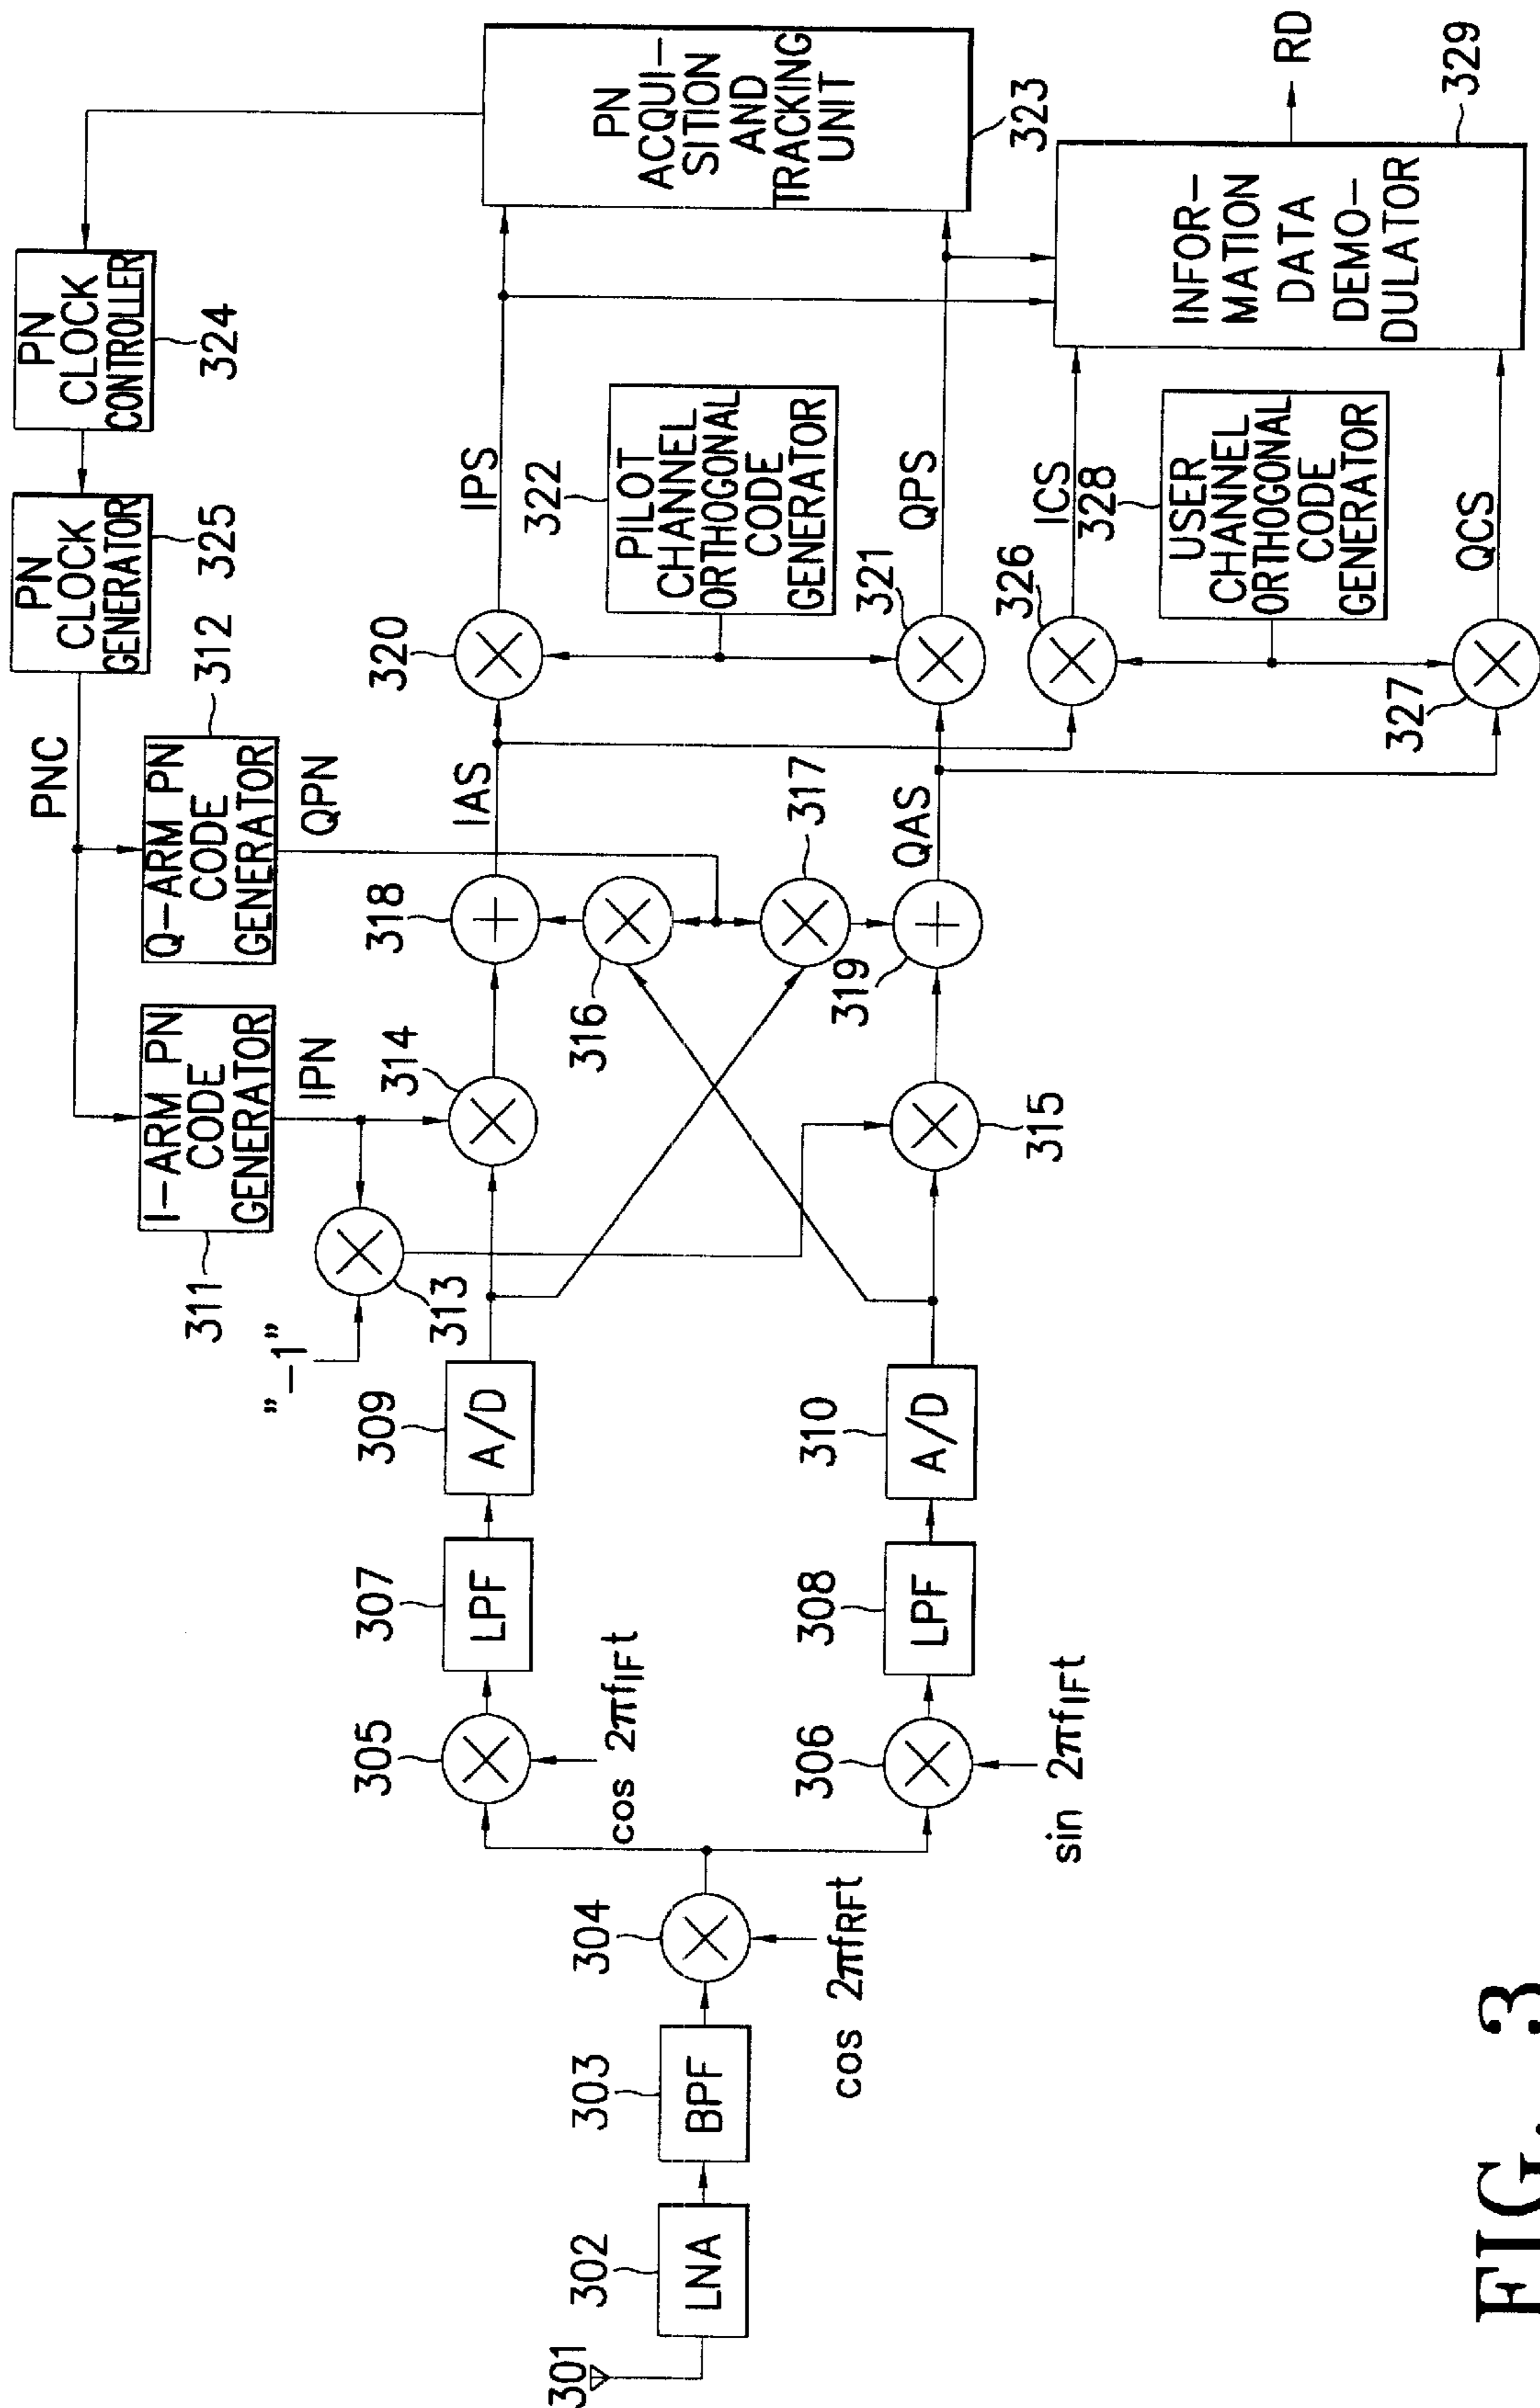 301
302
LNA
303
BPF
304
cos 2πfRFt
305
cos 2πfIFt
306
sin 2πfIFt
307
LPF
308
LPF
309
A/D
310
A/D
"-1"
313
311
I-ARM PN
CODE
GENERATOR
IPN
314
315
316
317
318
319
312
Q-ARM PN
CODE
GENERATOR
QPN
PNC
IAS
QAS
320
321
322
PILOT
CHANNEL
ORTHOGONAL
CODE
GENERATOR
IPS
QPS
326
327
328
USER
CHANNEL
ORTHOGONAL
CODE
GENERATOR
ICS
QCS
325
PN
CLOCK
GENERATOR
324
PN
CLOCK
CONTROLLER
PN
ACQUI-
SITION
AND
TRACKING
UNIT
323
INFOR-
MATION
DATA
DEMO-
DULATOR
329
RD
FIG. 3